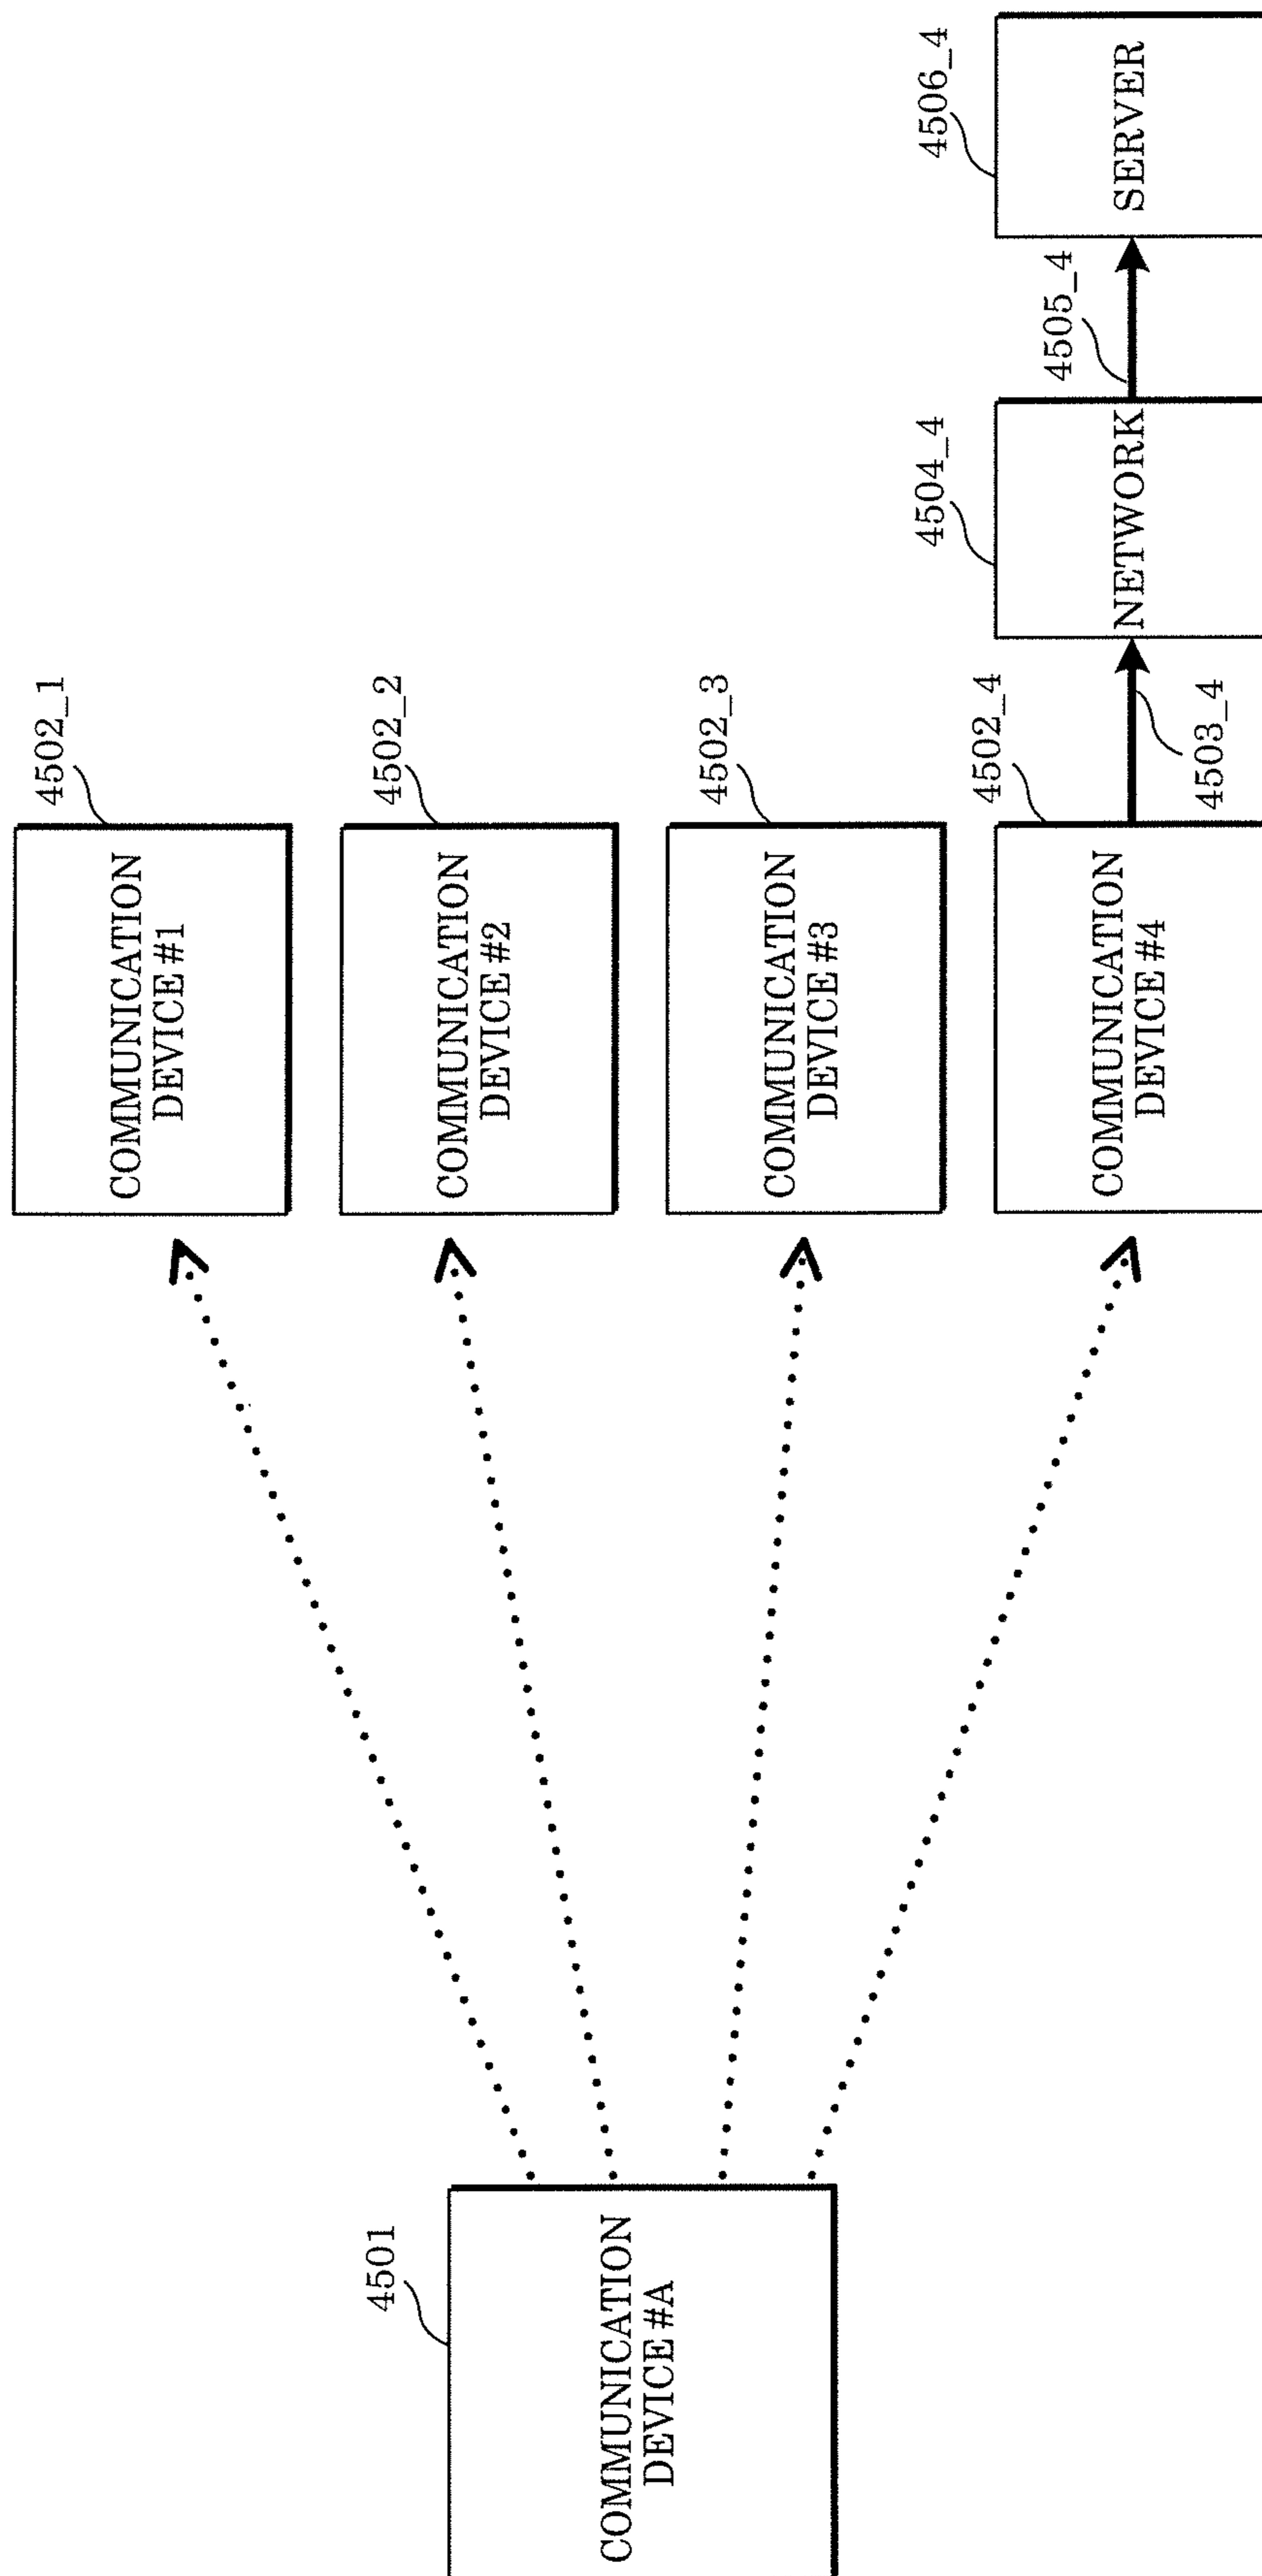 4501
COMMUNICATION
DEVICE #A
4502_1
COMMUNICATION
DEVICE #1
4502_2
COMMUNICATION
DEVICE #2
4502_3
COMMUNICATION
DEVICE #3
4502_4
COMMUNICATION
DEVICE #4
4503_4
4504_4
NETWORK
4505_4
4506_4
SERVER